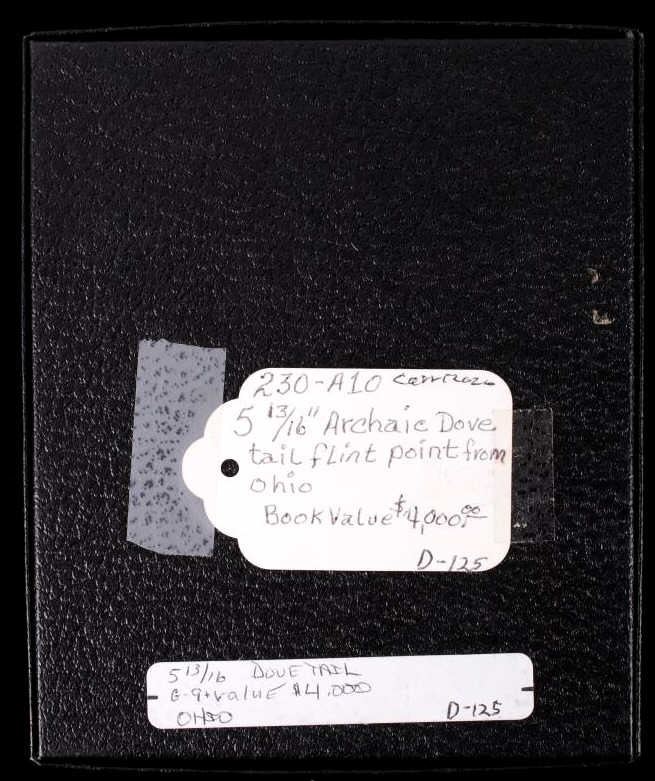 230-A10
5 13/16" Archaic Dove
tail flint point from
Ohio
Book Value $4,000.00
D-125
5 13/16 DOVETAIL
G-9+ value $4,000
OHIO D-125